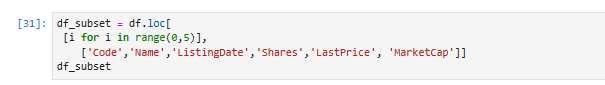 [31]: df_subset = df.loc[
[i for i in range(0,5)],
['Code','Name','ListingDate','Shares','LastPrice', 'MarketCap']]
df_subset